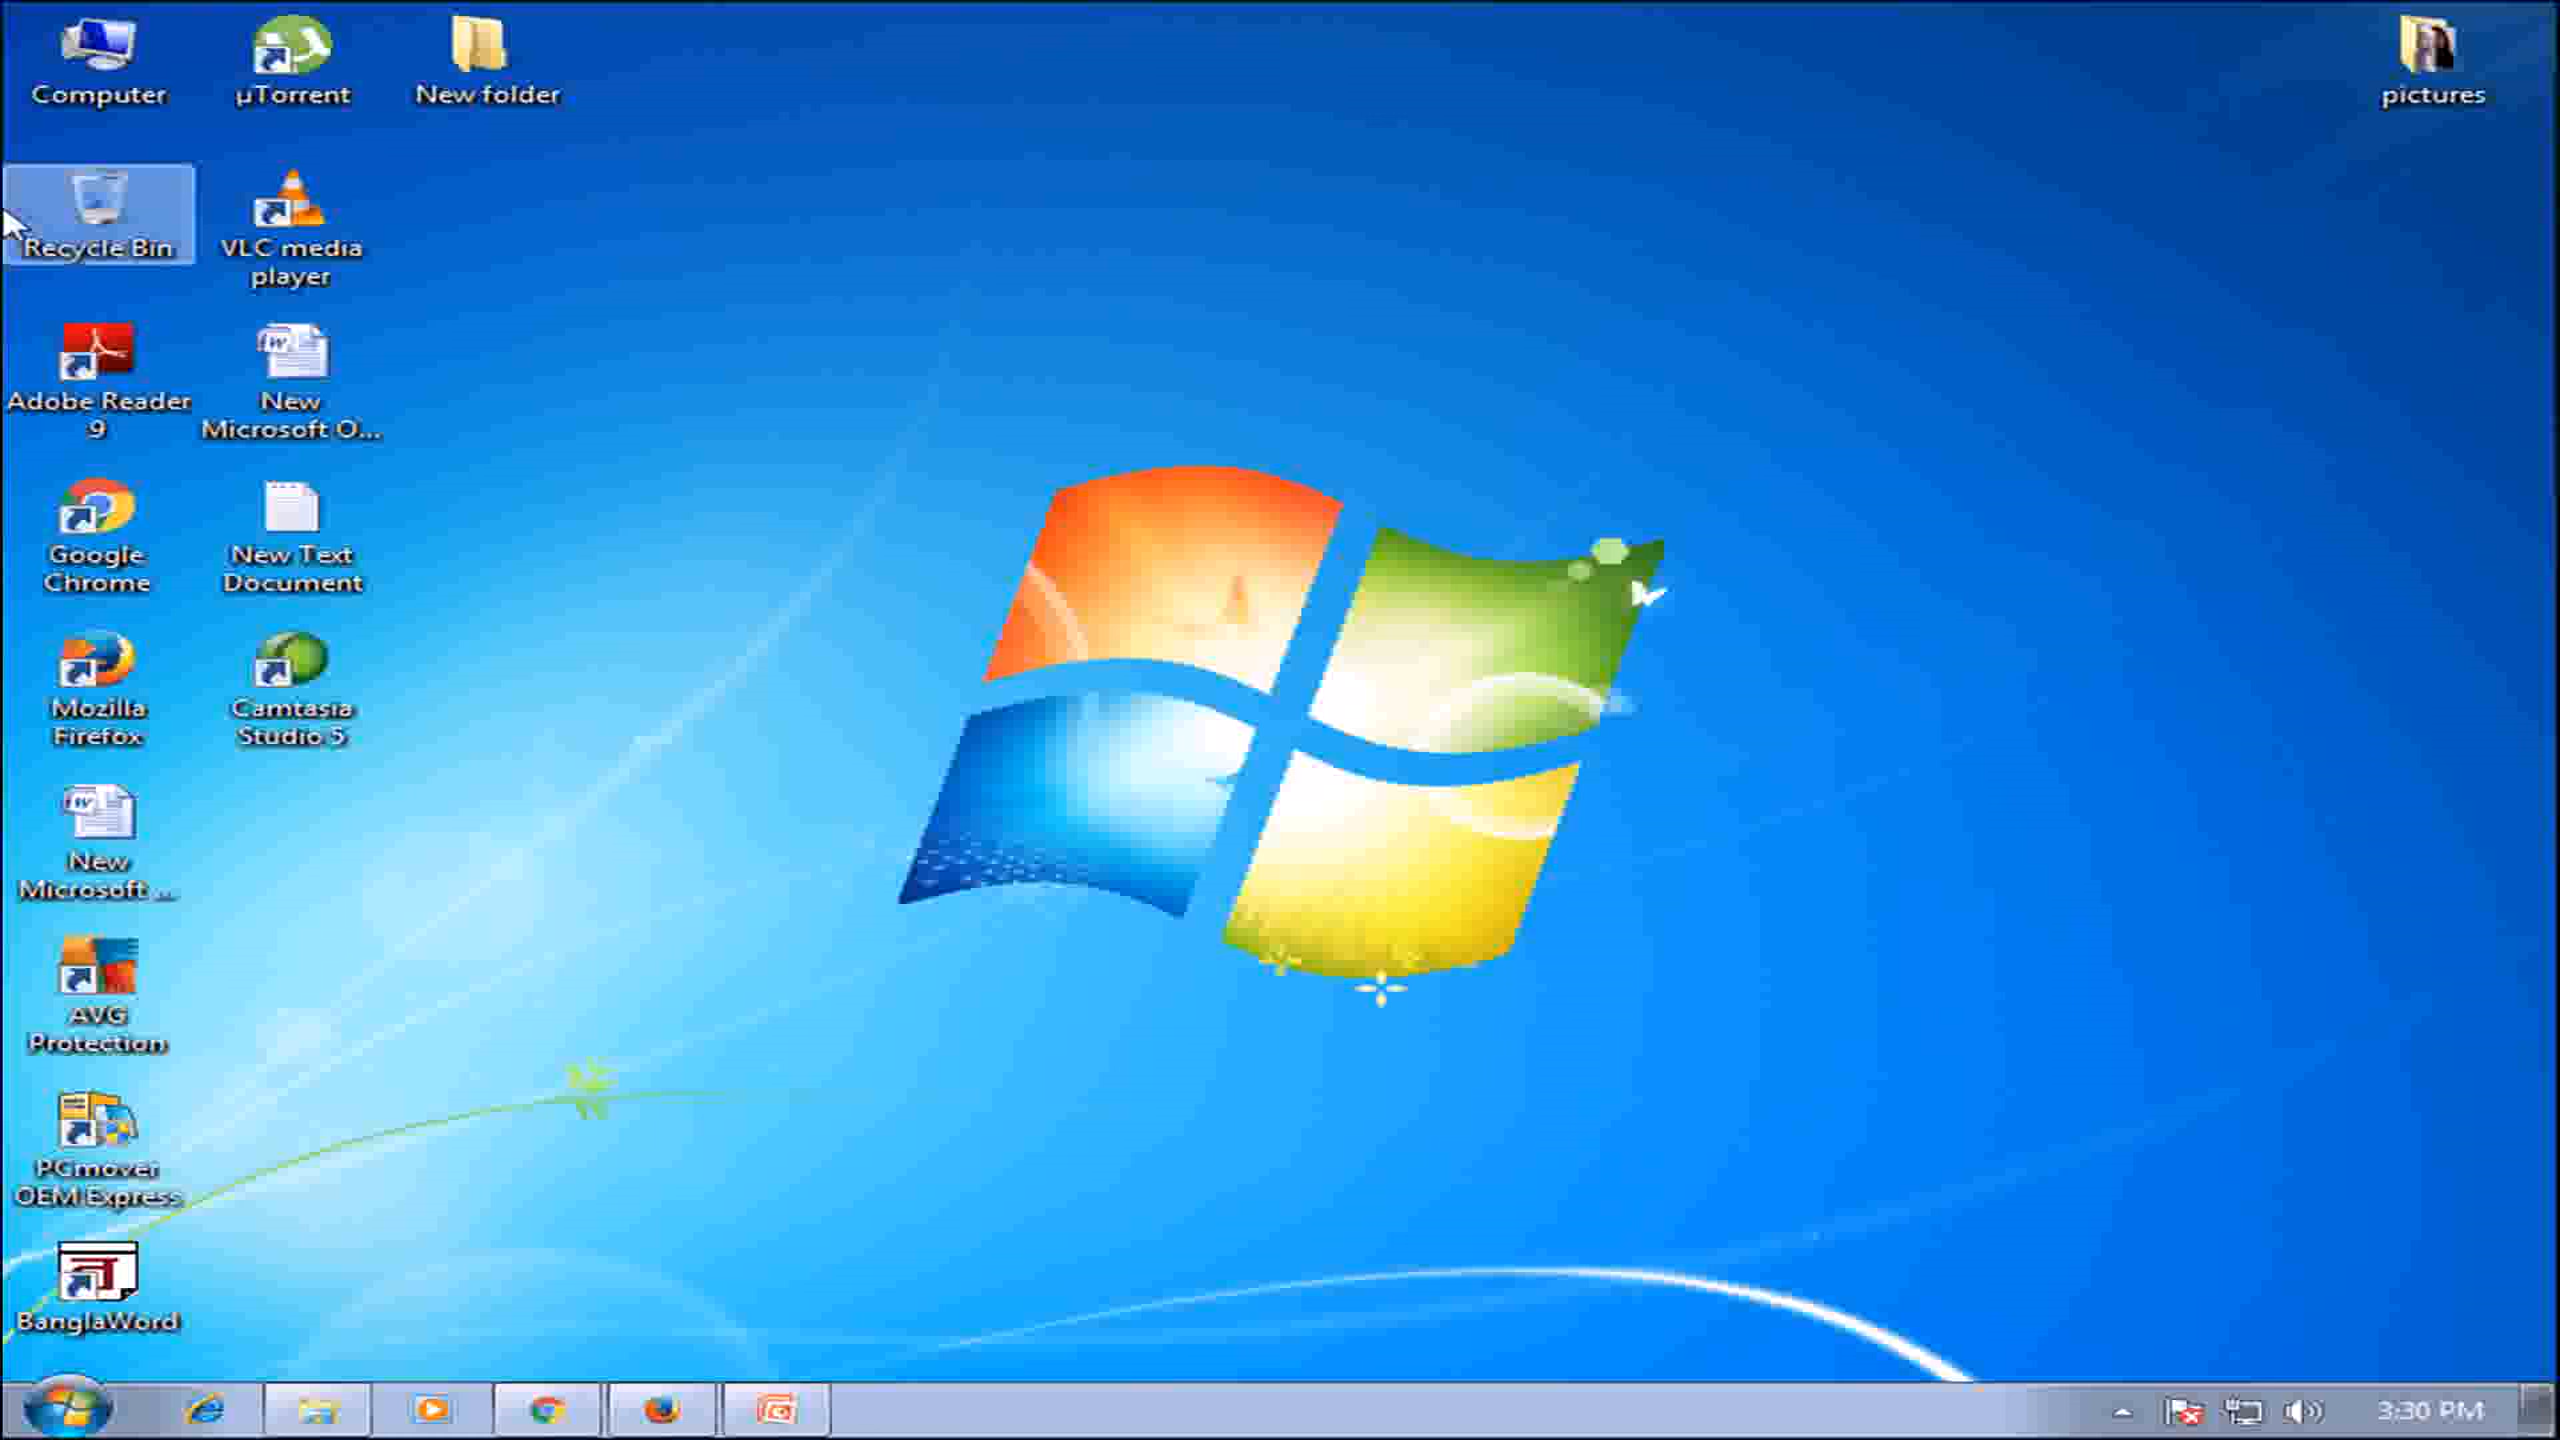 Computer
µTorrent
New folder
pictures
Recycle Bin
VLC media
player
Adobe Reader
9
New
Microsoft O...
Google
Chrome
New Text
Document
Mozilla
Firefox
Camtasia
Studio 5
New
Microsoft ...
AVG
Protection
PCmover
OEM Express
BanglaWord
3:30 PM